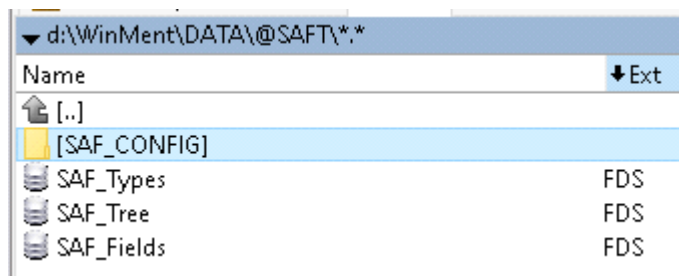 d:\WinMent\DATA\@SAFT\*.*
Name Ext
[..]
[SAF_CONFIG]
SAF_Types FDS
SAF_Tree FDS
SAF_Fields FDS